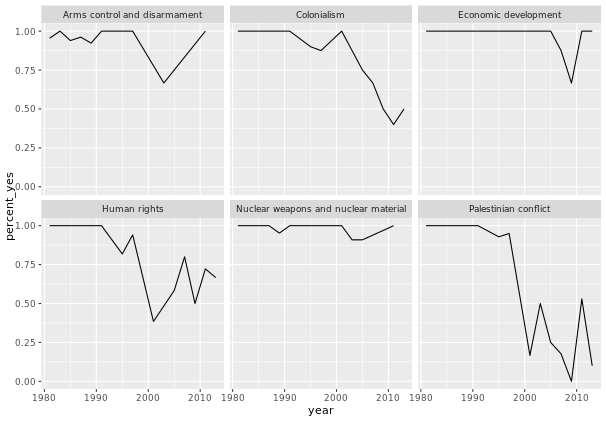 Arms control and disarmament
Colonialism
Economic development
1.00
0.75
0.50
0.25
0.00
percent_yes
Human rights
Nuclear weapons and nuclear material
Palestinian conflict
1.00
0.75
0.50
0.25
0.00
1980 1990 2000 2010 1980 1990 2000 2010 1980 1990 2000 2010
year